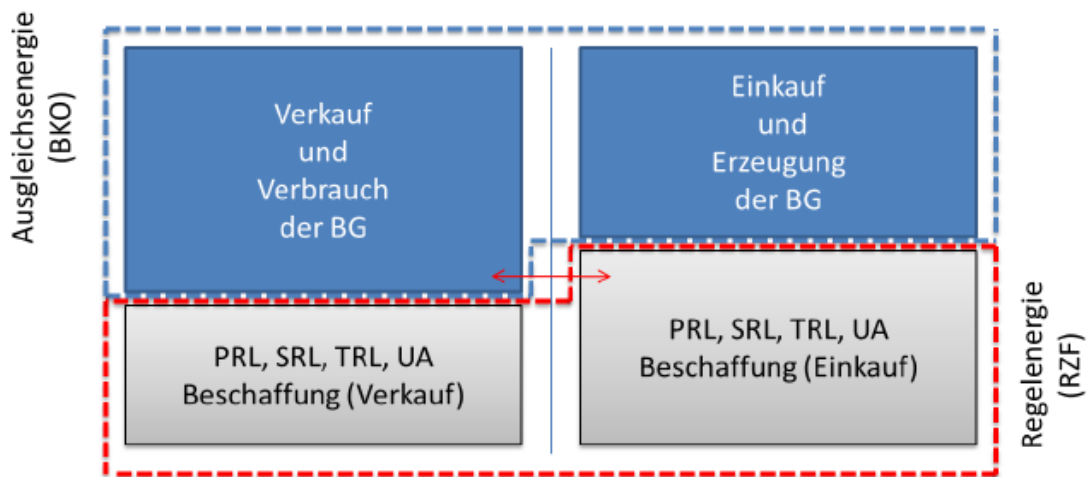 Ausgleichsenergie
(BKO)
Verkauf
und
Verbrauch
der BG
Einkauf
und
Erzeugung
der BG
PRL, SRL, TRL, UA
Beschaffung (Verkauf)
PRL, SRL, TRL, UA
Beschaffung (Einkauf)
Regelenergie
(RZF)